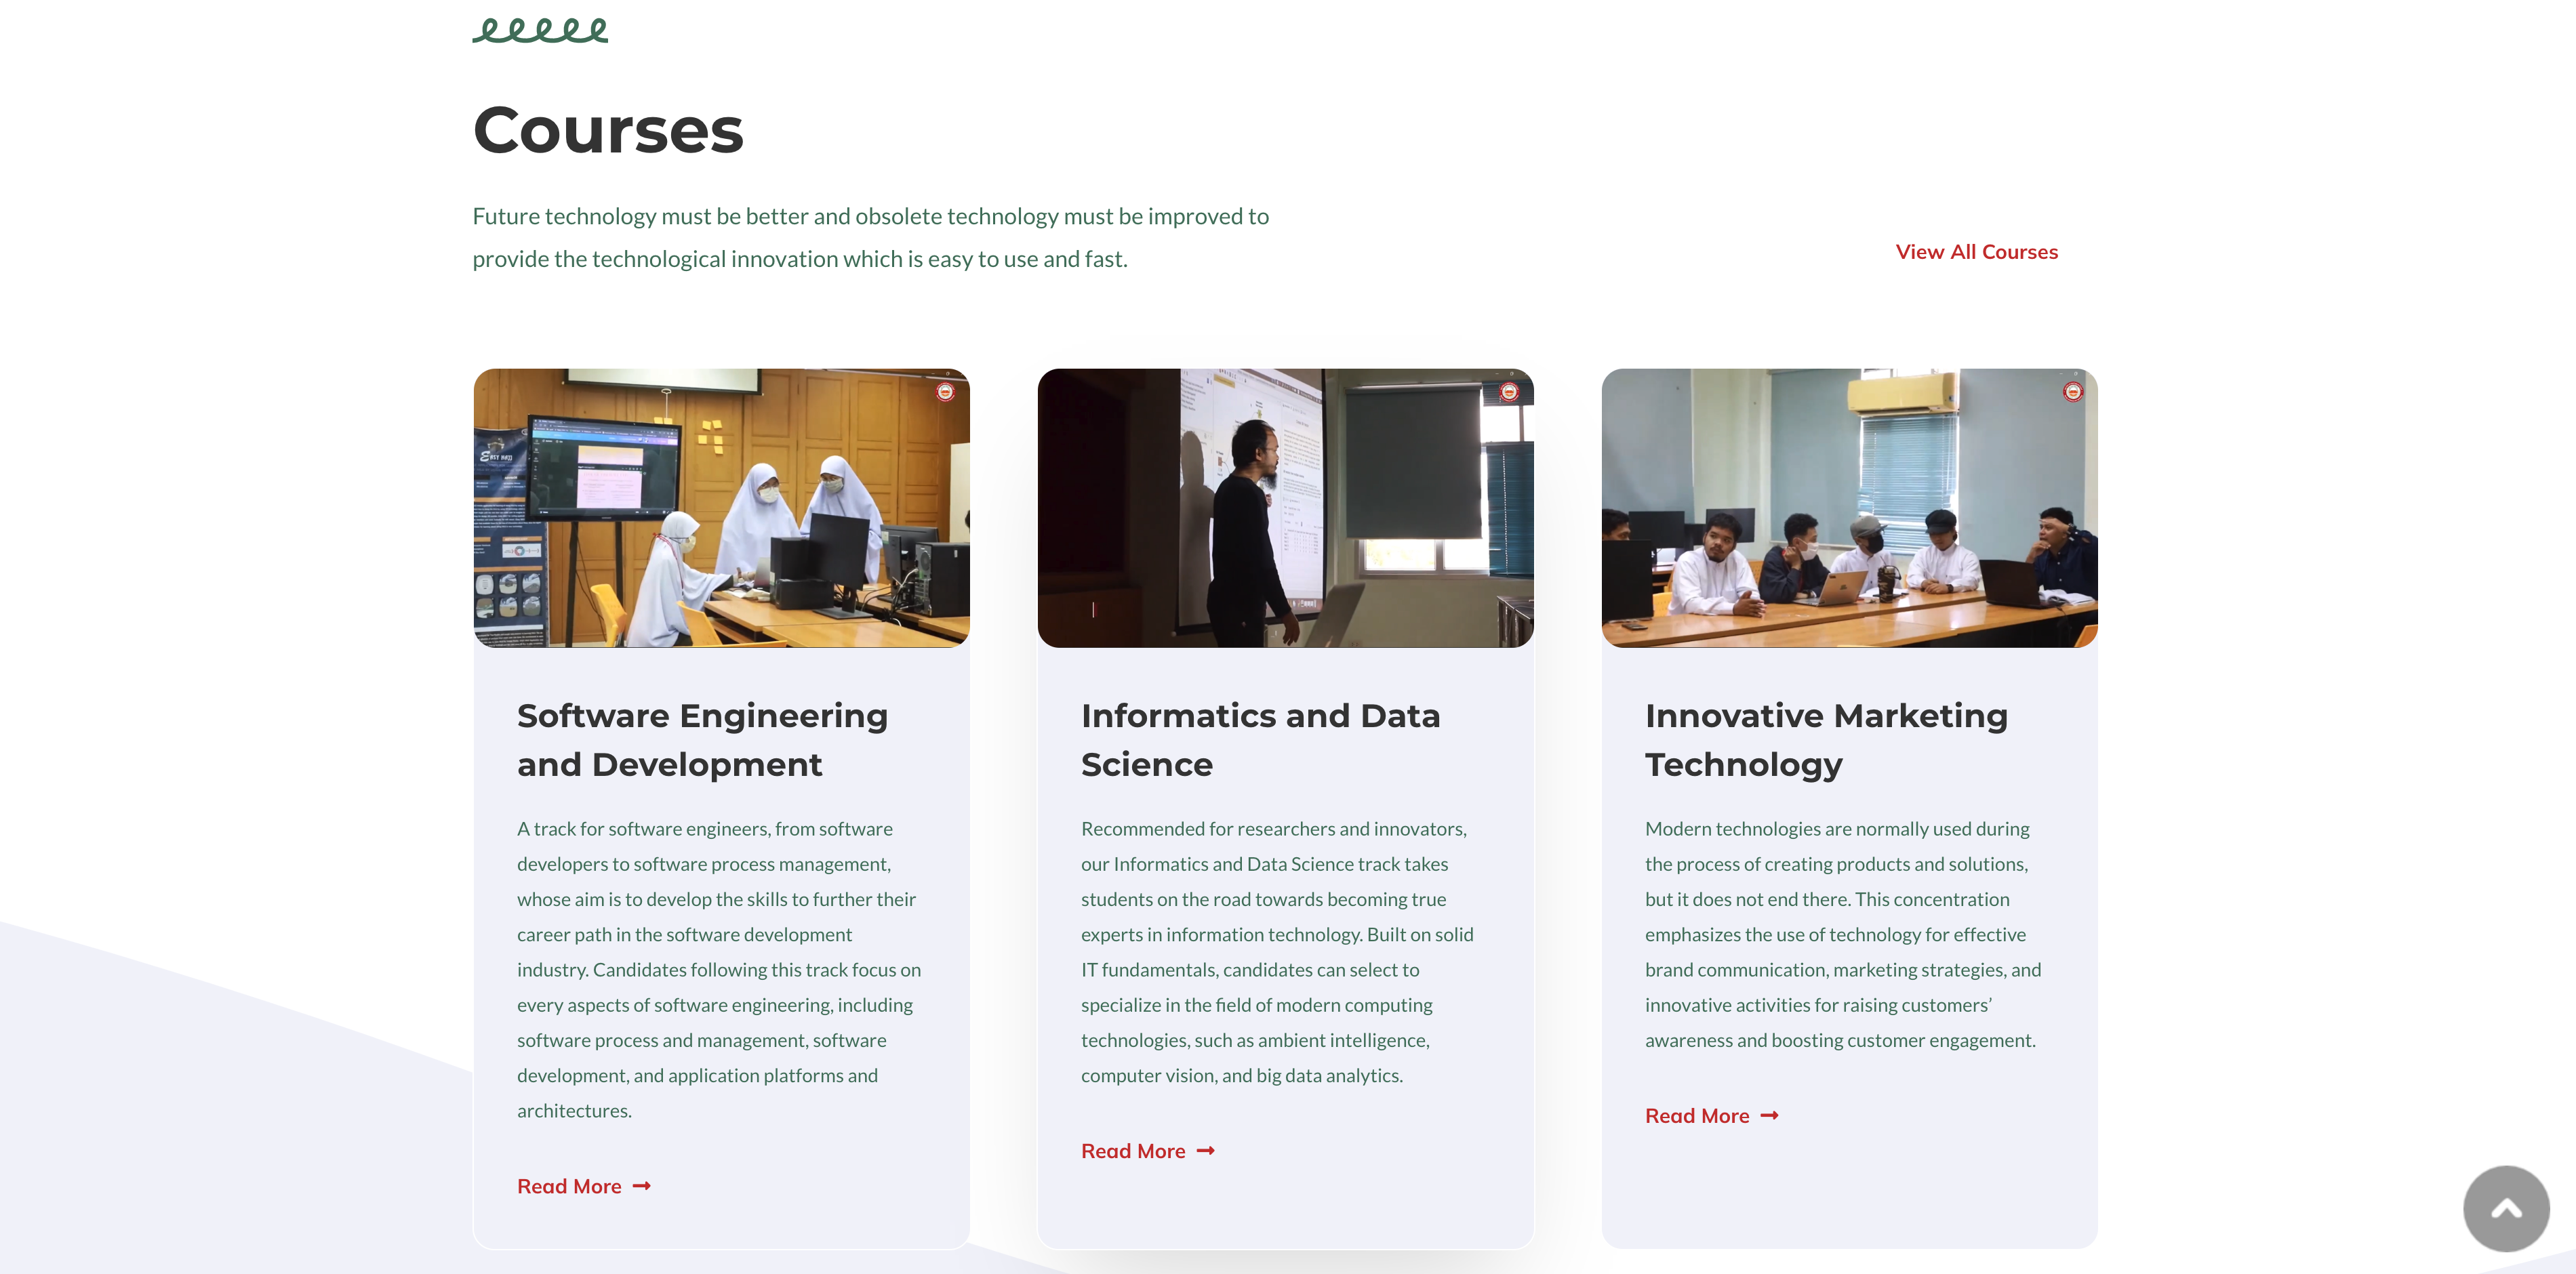 Courses
Future technology must be better and obsolete technology must be improved to
provide the technological innovation which is easy to use and fast.
View All Courses
EASY INFO
Software Engineering
and Development
A track for software engineers, from software
developers to software process management,
whose aim is to develop the skills to further their
career path in the software development
industry. Candidates following this track focus on
every aspects of software engineering, including
software process and management, software
development, and application platforms and
architectures.
Read More
Informatics and Data
Science
Recommended for researchers and innovators,
our Informatics and Data Science track takes
students on the road towards becoming true
experts in information technology. Built on solid
IT fundamentals, candidates can select to
specialize in the field of modern computing
technologies, such as ambient intelligence,
computer vision, and big data analytics.
Read More
Innovative Marketing
Technology
Modern technologies are normally used during
the process of creating products and solutions,
but it does not end there. This concentration
emphasizes the use of technology for effective
brand communication, marketing strategies, and
innovative activities for raising customers’
awareness and boosting customer engagement.
Read More